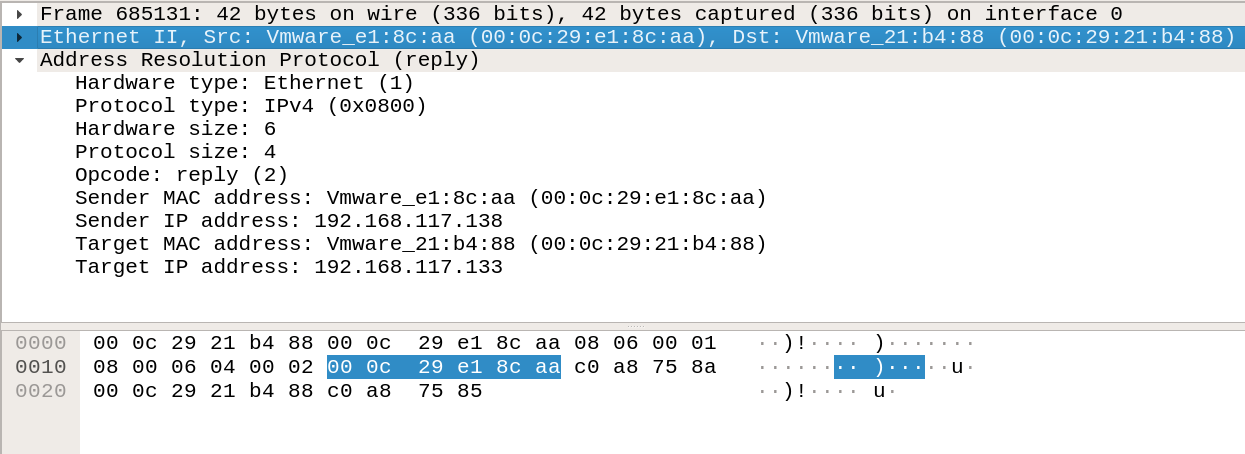 Frame 685131: 42 bytes on wire (336 bits), 42 bytes captured (336 bits) on interface 0
Ethernet II, Src: Vmware_e1:8c:aa (00:0c:29:e1:8c:aa), Dst: Vmware_21:b4:88 (00:0c:29:21:b4:88)
Address Resolution Protocol (reply)
Hardware type: Ethernet (1)
Protocol type: IPv4 (0x0800)
Hardware size: 6
Protocol size: 4
Opcode: reply (2)
Sender MAC address: Vmware_e1:8c:aa (00:0c:29:e1:8c:aa)
Sender IP address: 192.168.117.138
Target MAC address: Vmware_21:b4:88 (00:0c:29:21:b4:88)
Target IP address: 192.168.117.133
0000 00 0c 29 21 b4 88 00 0c 29 e1 8c aa 08 06 00 01 ··)!···· )·······
0010 08 00 06 04 00 02 00 0c 29 e1 8c aa c0 a8 75 8a ········ )·····u·
0020 00 0c 29 21 b4 88 c0 a8 75 85 ··)!···· u·